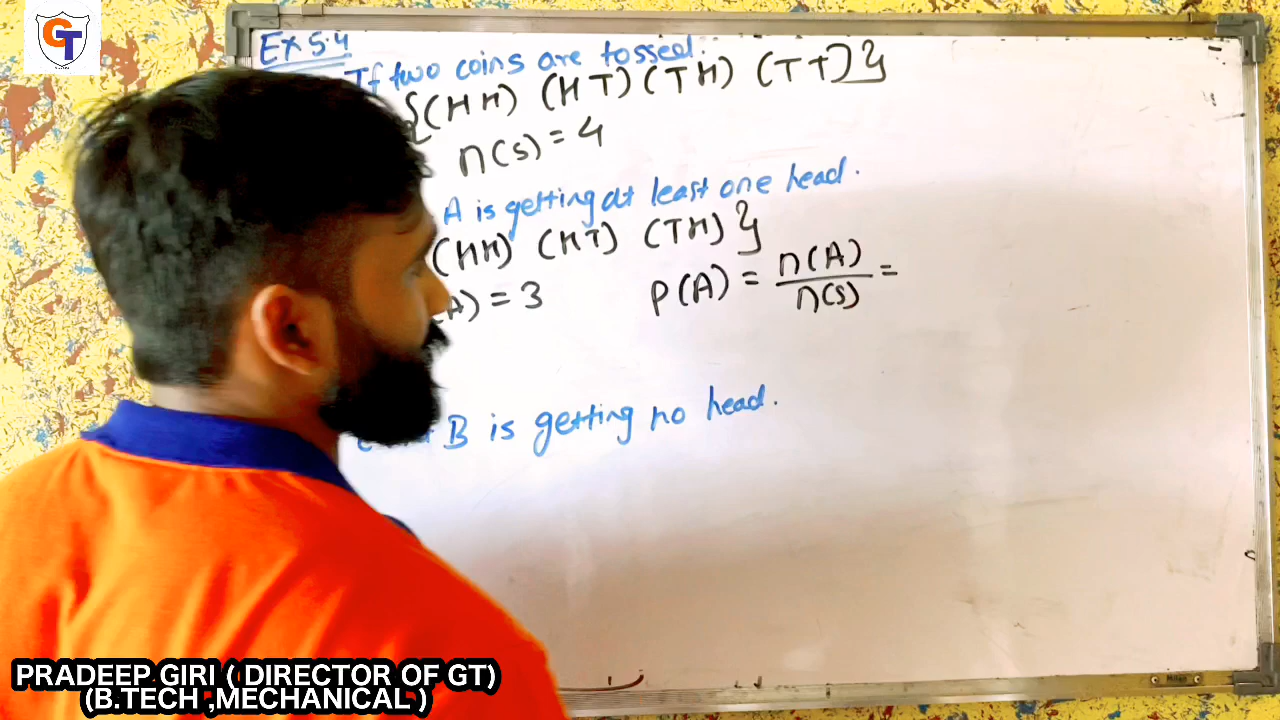 GT
Ex 5.4
If two coins are tossed.
{(HH) (HT) (TH) (TT)}
n(s) = 4
A is getting at least one head.
(HH) (HT) (TH) }
A) = 3
P(A) = n(A) / n(s) =
B is getting no head.
PRADEEP GIRI ( DIRECTOR OF GT)
(B.TECH ,MECHANICAL )